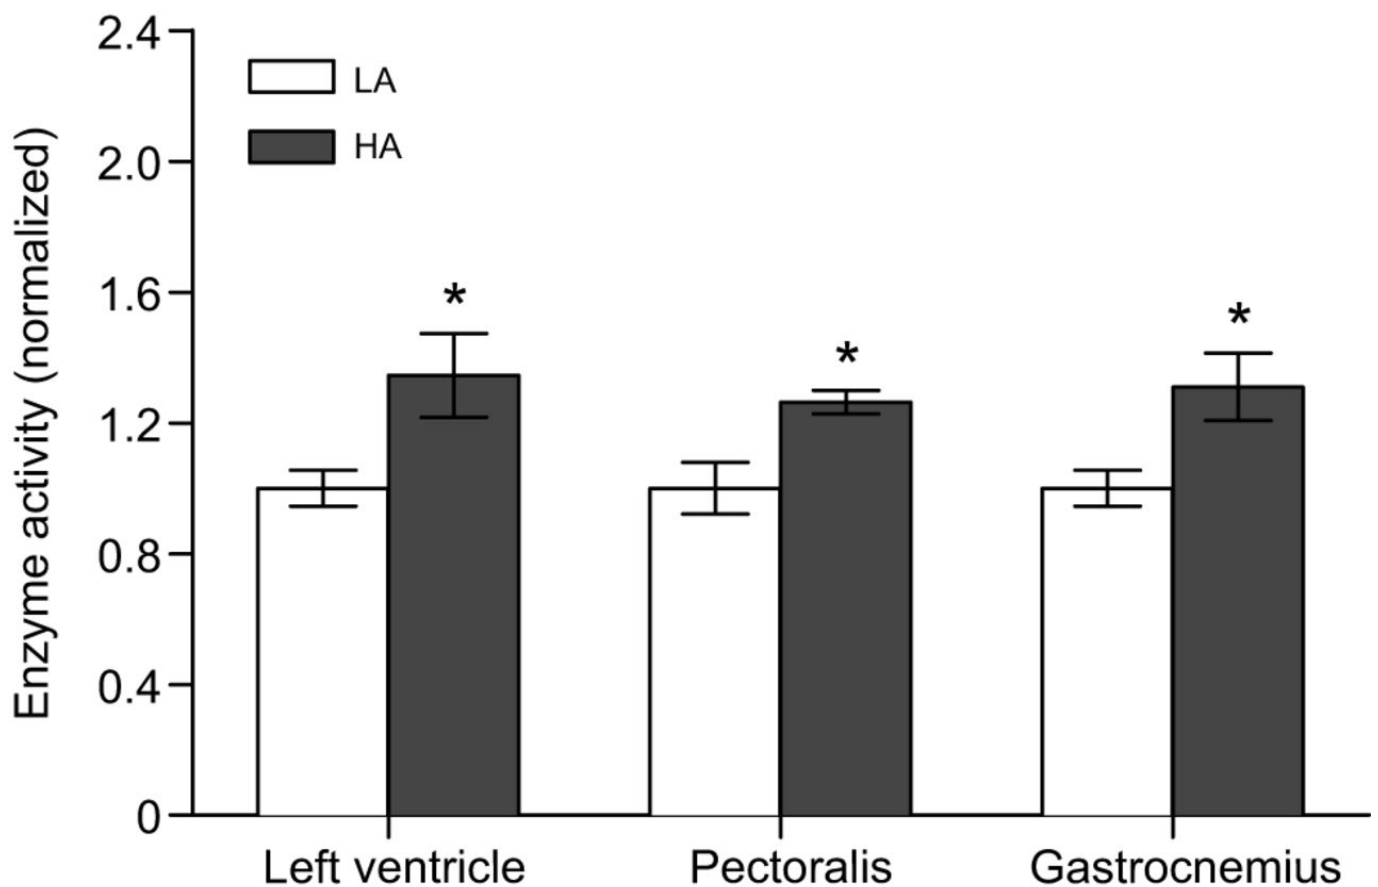 Enzyme activity (normalized)
2.4
2.0
1.6
1.2
0.8
0.4
0
LA
HA
*
*
*
Left ventricle
Pectoralis
Gastrocnemius